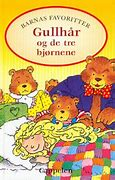 BARNAS FAVORITTER
Gullhår
og de tre
bjørnene
Cappelen